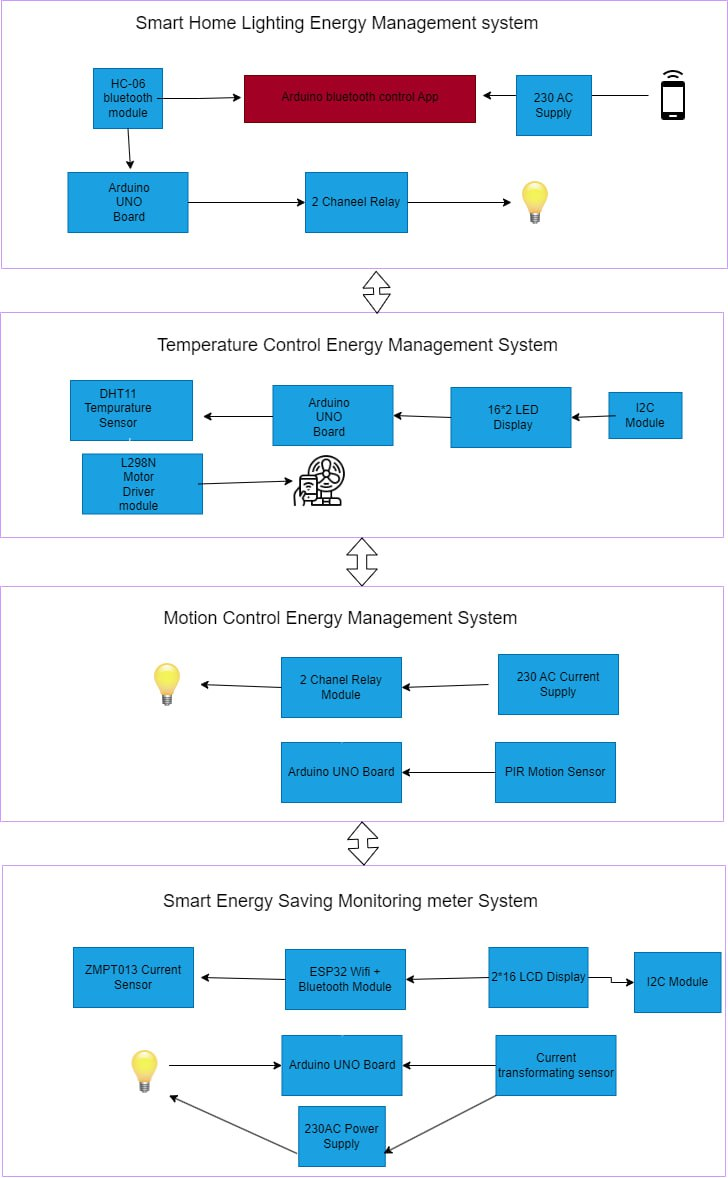 Smart Home Lighting Energy Management system
HC-06
bluetooth
module
Arduino bluetooth control App
230 AC
Supply
Arduino
UNO
Board
2 Chaneel Relay
Temperature Control Energy Management System
DHT11
Tempurature
Sensor
Arduino
UNO
Board
16*2 LED
Display
I2C
Module
L298N
Motor
Driver
module
Motion Control Energy Management System
2 Chanel Relay
Module
230 AC Current
Supply
Arduino UNO Board
PIR Motion Sensor
Smart Energy Saving Monitoring meter System
ZMPT013 Current
Sensor
ESP32 Wifi +
Bluetooth Module
2*16 LCD Display
I2C Module
Arduino UNO Board
Current
transformating sensor
230AC Power
Supply